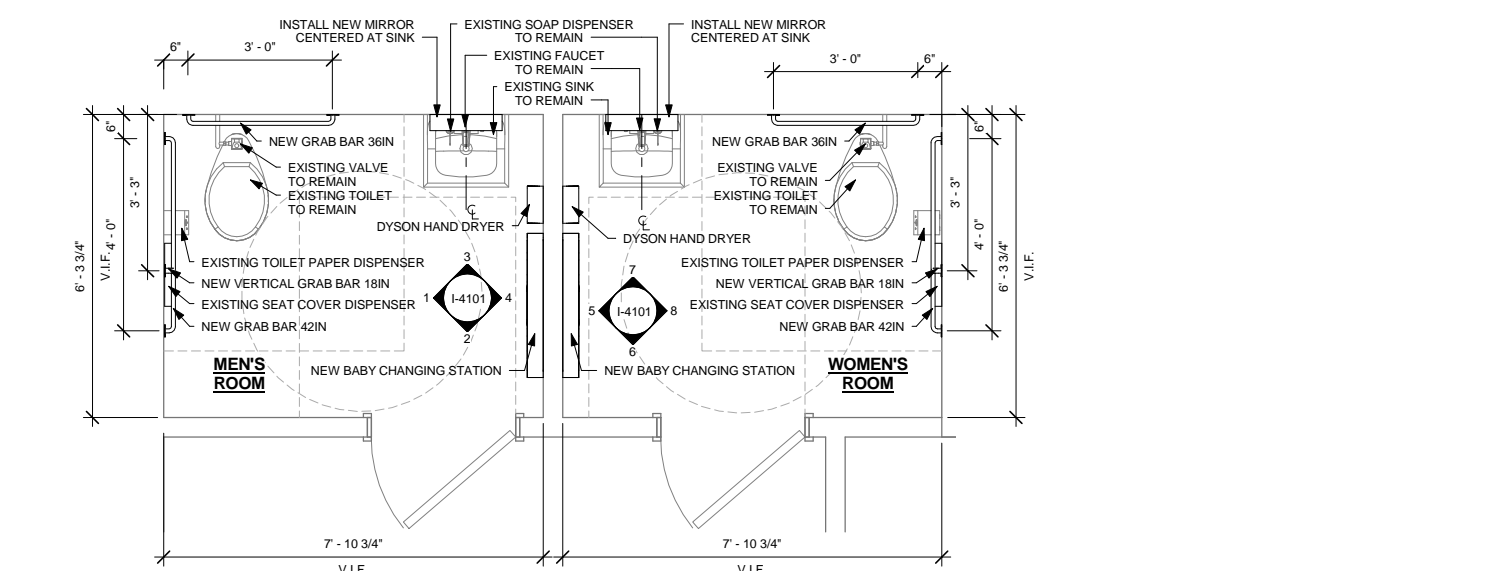 INSTALL NEW MIRROR
CENTERED AT SINK
EXISTING SOAP DISPENSER
TO REMAIN
INSTALL NEW MIRROR
CENTERED AT SINK
EXISTING FAUCET
TO REMAIN
EXISTING SINK
TO REMAIN
6"
3' - 0"
3' - 0"
6"
6"
3' - 3"
4' - 0"
V.I.F.
6' - 3 3/4"
NEW GRAB BAR 36IN
EXISTING VALVE
TO REMAIN
EXISTING TOILET
TO REMAIN
CL
DYSON HAND DRYER
EXISTING TOILET PAPER DISPENSER
NEW VERTICAL GRAB BAR 18IN
EXISTING SEAT COVER DISPENSER
NEW GRAB BAR 42IN
3
1
I-4101
4
2
MEN'S
ROOM
NEW BABY CHANGING STATION
NEW GRAB BAR 36IN
EXISTING VALVE
TO REMAIN
EXISTING TOILET
TO REMAIN
CL
DYSON HAND DRYER
EXISTING TOILET PAPER DISPENSER
NEW VERTICAL GRAB BAR 18IN
EXISTING SEAT COVER DISPENSER
NEW GRAB BAR 42IN
7
5
I-4101
8
6
WOMEN'S
ROOM
NEW BABY CHANGING STATION
6"
3' - 3"
4' - 0"
6' - 3 3/4"
V.I.F.
7' - 10 3/4"
V.I.F.
7' - 10 3/4"
V.I.F.